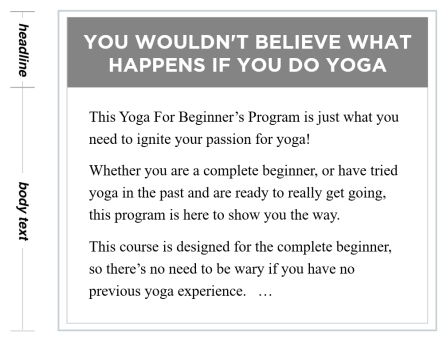 headline
YOU WOULDN'T BELIEVE WHAT
HAPPENS IF YOU DO YOGA
body text
This Yoga For Beginner’s Program is just what you
need to ignite your passion for yoga!
Whether you are a complete beginner, or have tried
yoga in the past and are ready to really get going,
this program is here to show you the way.
This course is designed for the complete beginner,
so there’s no need to be wary if you have no
previous yoga experience.   …